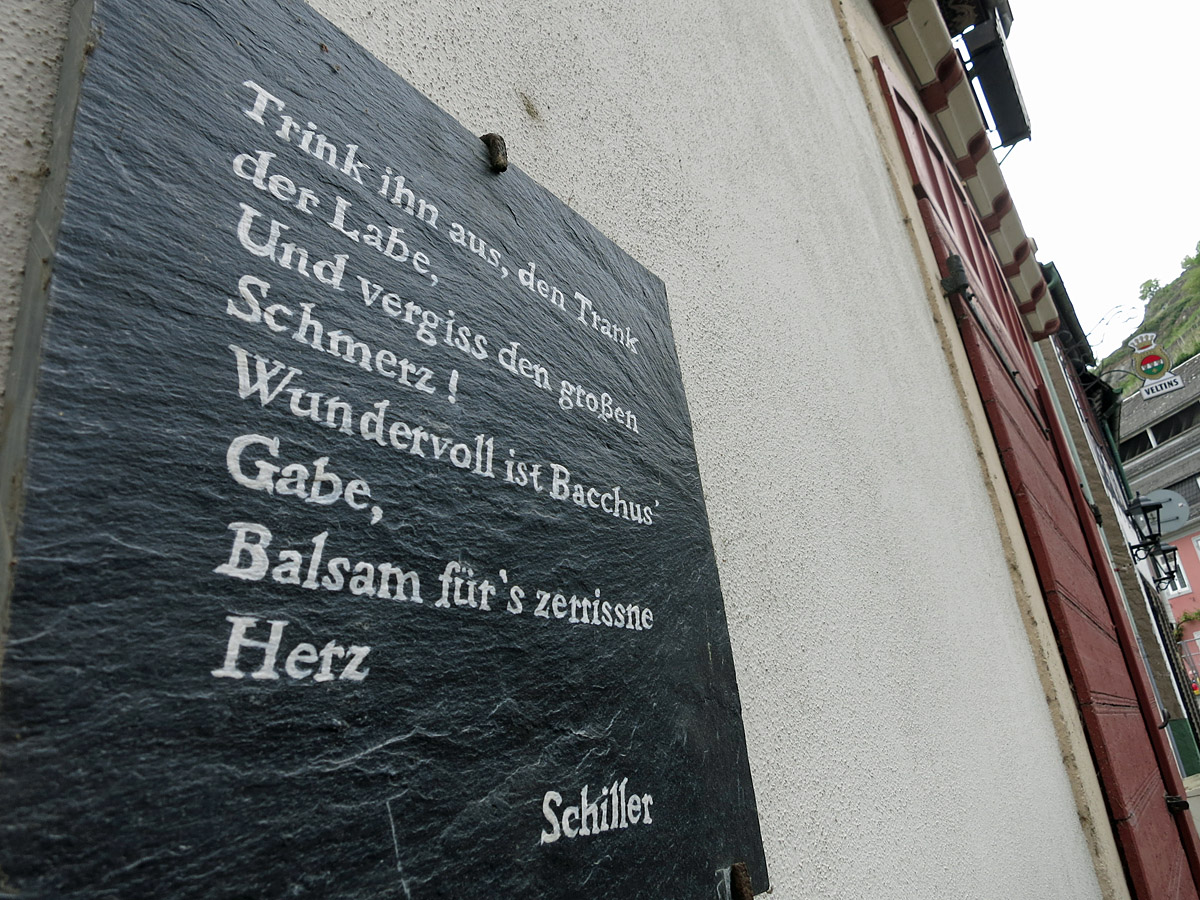 Trink ihn aus, den Trank
der Labe,
Und vergiss den großen
Schmerz !
Wundervoll ist Bacchus'
Gabe,
Balsam für's zerrissne
Herz
Schiller
VELTINS